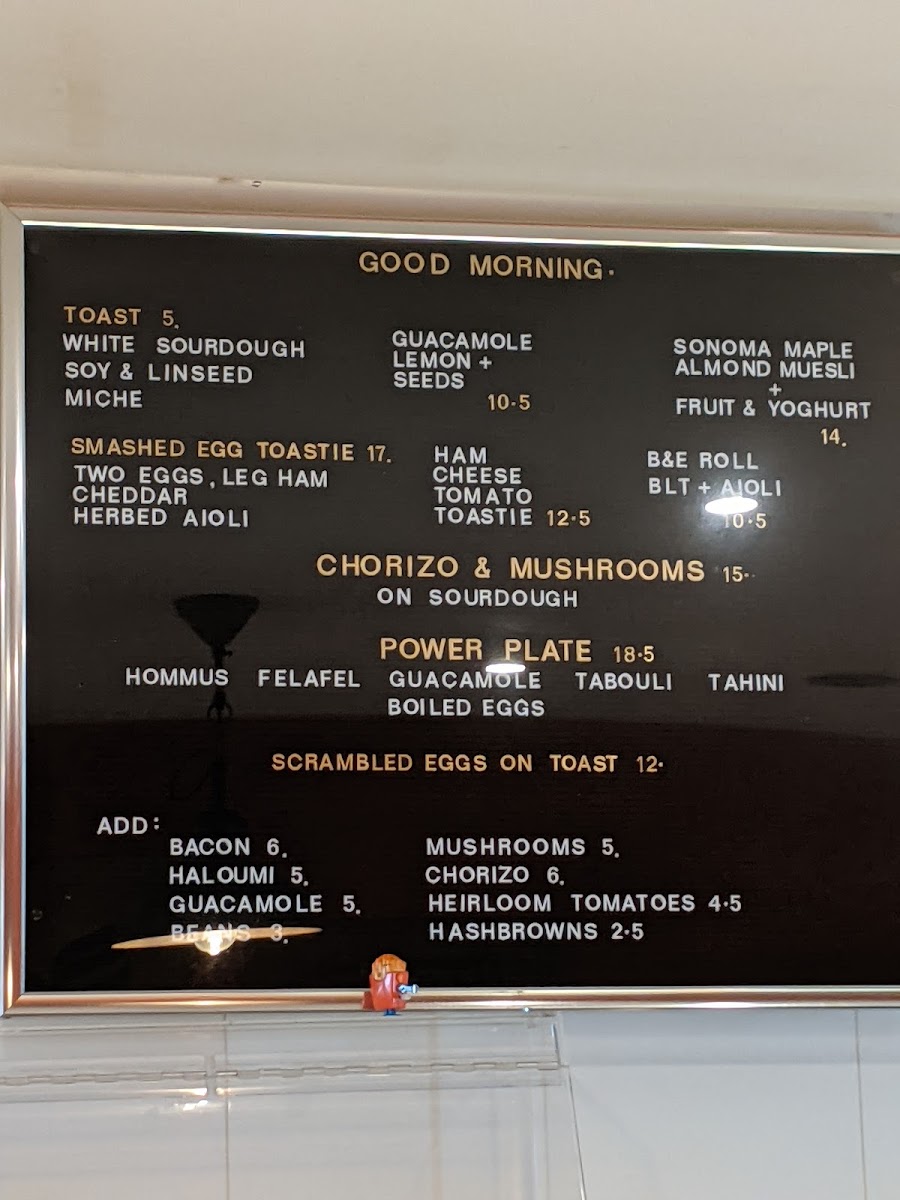 GOOD MORNING.
TOAST 5.
WHITE SOURDOUGH
SOY & LINSEED
MICHE
GUACAMOLE
LEMON +
SEEDS
10.5
SONOMA MAPLE
ALMOND MUESLI
+
FRUIT & YOGHURT
14.
SMASHED EGG TOASTIE 17.
TWO EGGS, LEG HAM
CHEDDAR
HERBED AIOLI
HAM
CHEESE
TOMATO
TOASTIE 12.5
B&E ROLL
BLT + AIOLI
10.5
CHORIZO & MUSHROOMS 15.
ON SOURDOUGH
POWER PLATE 18.5
HOMMUS FELAFEL GUACAMOLE TABOULI TAHINI
BOILED EGGS
SCRAMBLED EGGS ON TOAST 12.
ADD:
BACON 6.
HALOUMI 5.
GUACAMOLE 5.
BEANS 3.
MUSHROOMS 5.
CHORIZO 6.
HEIRLOOM TOMATOES 4.5
HASHBROWNS 2.5